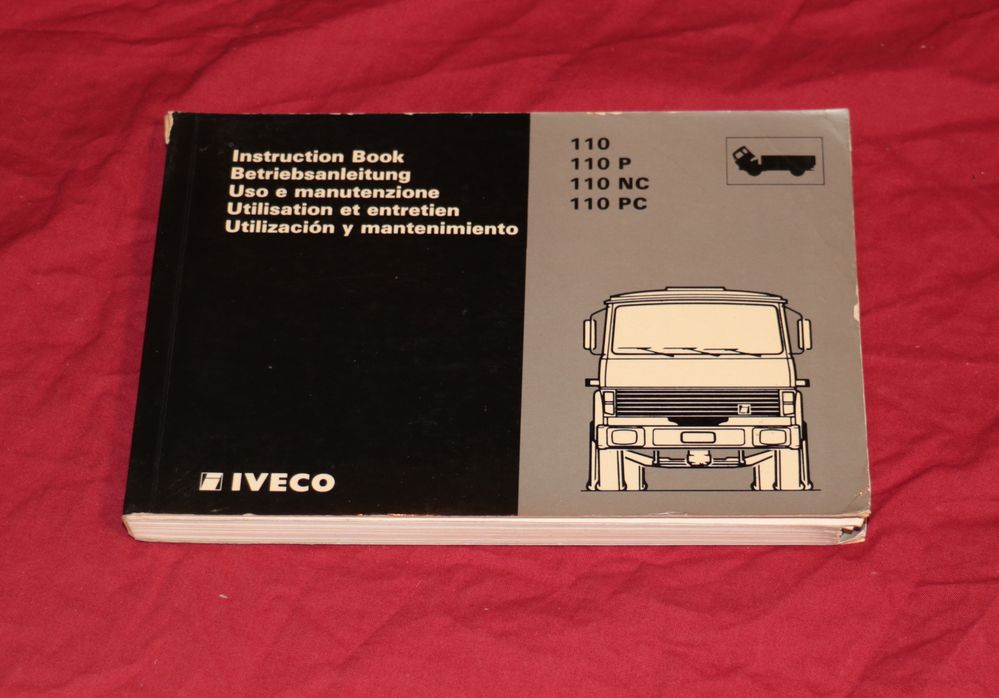 Instruction Book
Betriebsanleitung
Uso e manutenzione
Utilisation et entretien
Utilización y mantenimiento
110
110 P
110 NC
110 PC
IVECO